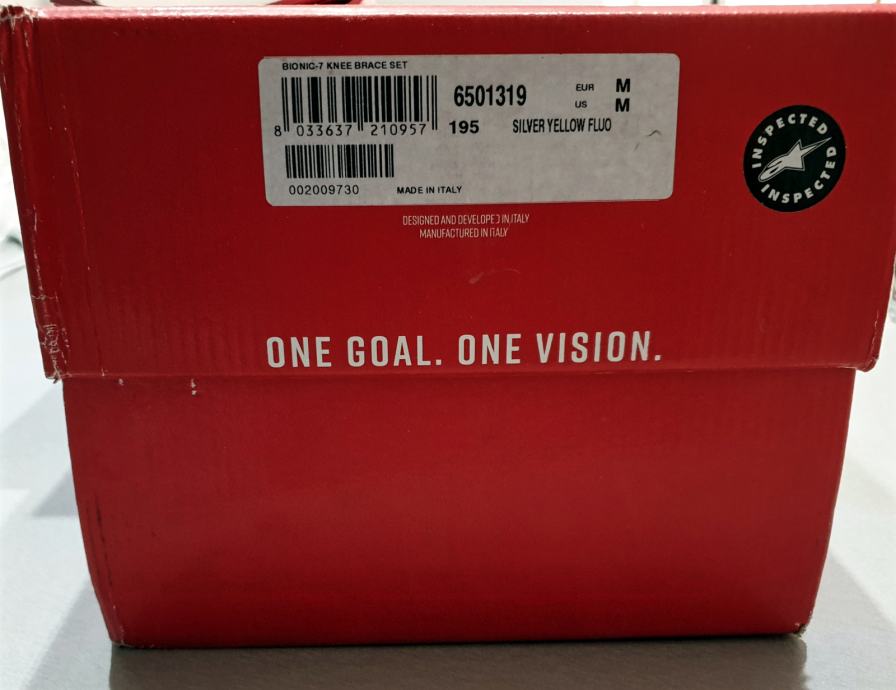 BIONIC-7 KNEE BRACE SET
6501319
EUR M
US M
8 033637 210957
195 SILVER YELLOW FLUO
002009730
MADE IN ITALY
INSPECTED
INSPECTED
DESIGNED AND DEVELOPED IN ITALY
MANUFACTURED IN ITALY
ONE GOAL. ONE VISION.